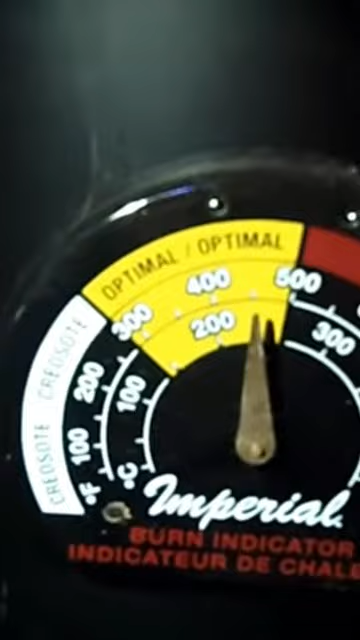 OPTIMAL / OPTIMAL
CREOSOTE CREOSOTE
100 200 300 400 500
°F
100 200 300
°C
Imperial
BURN INDICATOR
INDICATEUR DE CHALE